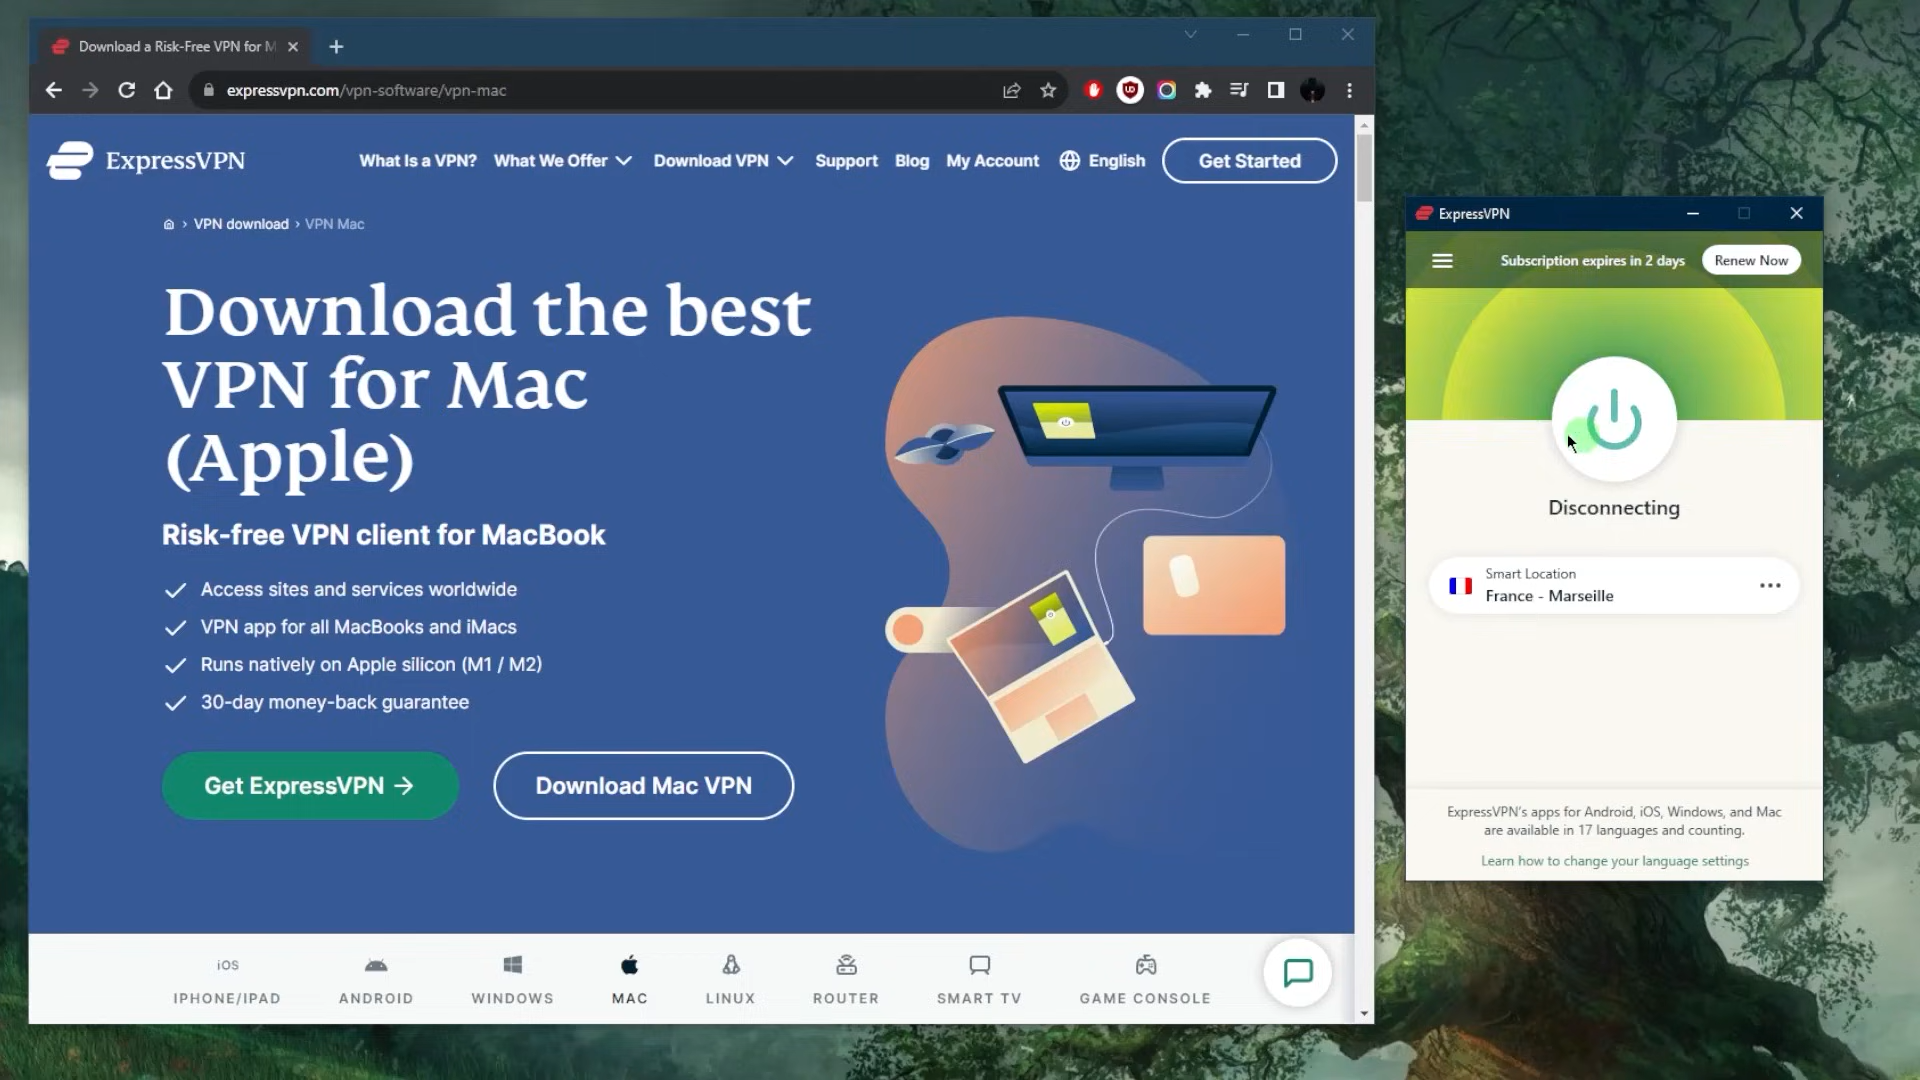 Download a Risk-Free VPN for M
expressvpn.com/vpn-software/vpn-mac
ExpressVPN
What Is a VPN?
What We Offer
Download VPN
Support
Blog
My Account
English
Get Started
VPN download › VPN Mac
Download the best
VPN for Mac
(Apple)
Risk-free VPN client for MacBook
Access sites and services worldwide
VPN app for all MacBooks and iMacs
Runs natively on Apple silicon (M1 / M2)
30-day money-back guarantee
Get ExpressVPN
Download Mac VPN
iOS
IPHONE/IPAD
ANDROID
WINDOWS
MAC
LINUX
ROUTER
SMART TV
GAME CONSOLE
ExpressVPN
Subscription expires in 2 days
Renew Now
Disconnecting
Smart Location
France - Marseille
ExpressVPN's apps for Android, iOS, Windows, and Mac
are available in 17 languages and counting.
Learn how to change your language settings